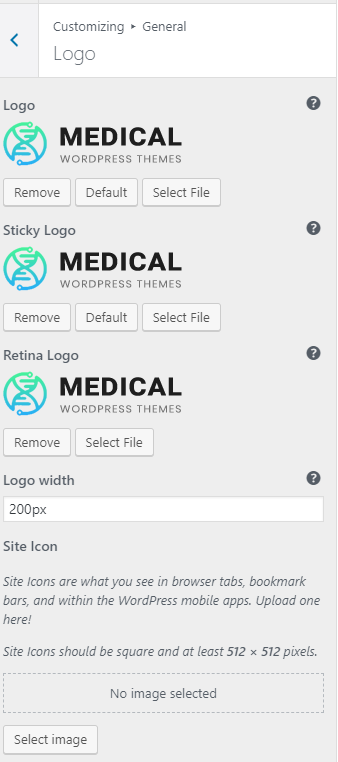 Customizing ▸ General
Logo
Logo
MEDICAL
WORDPRESS THEMES
Remove Default Select File
Sticky Logo
MEDICAL
WORDPRESS THEMES
Remove Default Select File
Retina Logo
MEDICAL
WORDPRESS THEMES
Remove Select File
Logo width
200px
Site Icon
Site Icons are what you see in browser tabs, bookmark
bars, and within the WordPress mobile apps. Upload one
here!
Site Icons should be square and at least 512 × 512 pixels.
No image selected
Select image